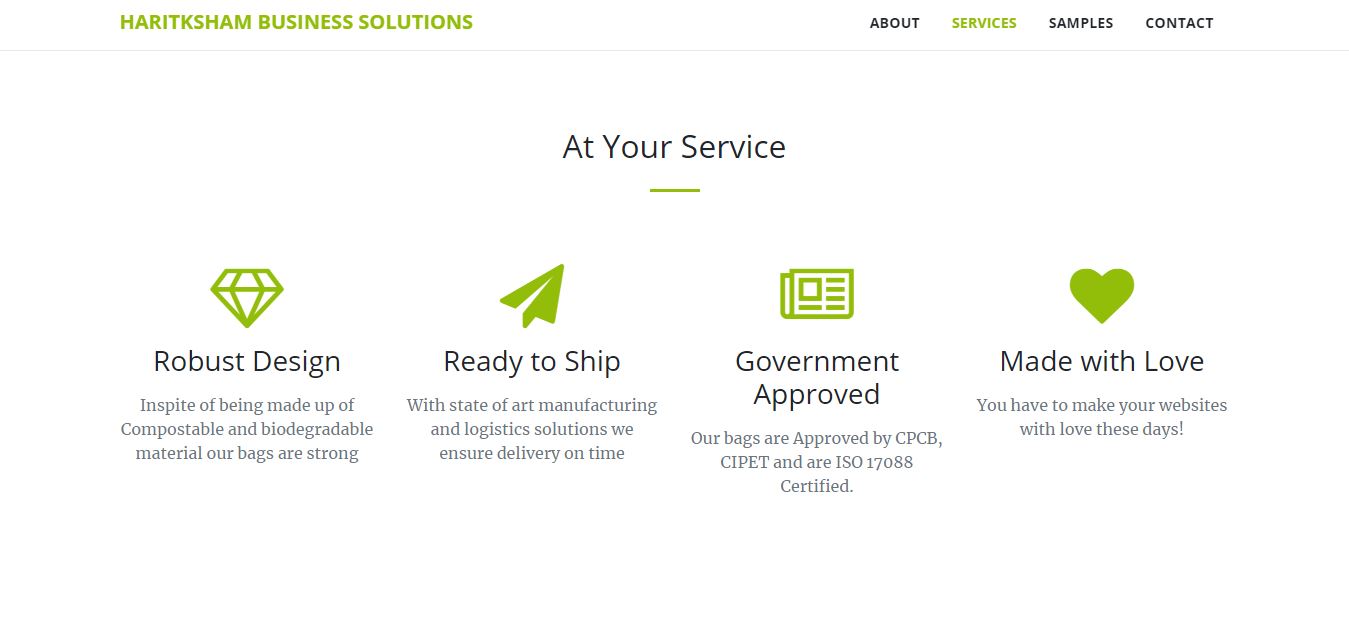 HARITKSHAM BUSINESS SOLUTIONS
ABOUT SERVICES SAMPLES CONTACT
At Your Service
Robust Design
Inspite of being made up of
Compostable and biodegradable
material our bags are strong
Ready to Ship
With state of art manufacturing
and logistics solutions we
ensure delivery on time
Government
Approved
Our bags are Approved by CPCB,
CIPET and are ISO 17088
Certified.
Made with Love
You have to make your websites
with love these days!